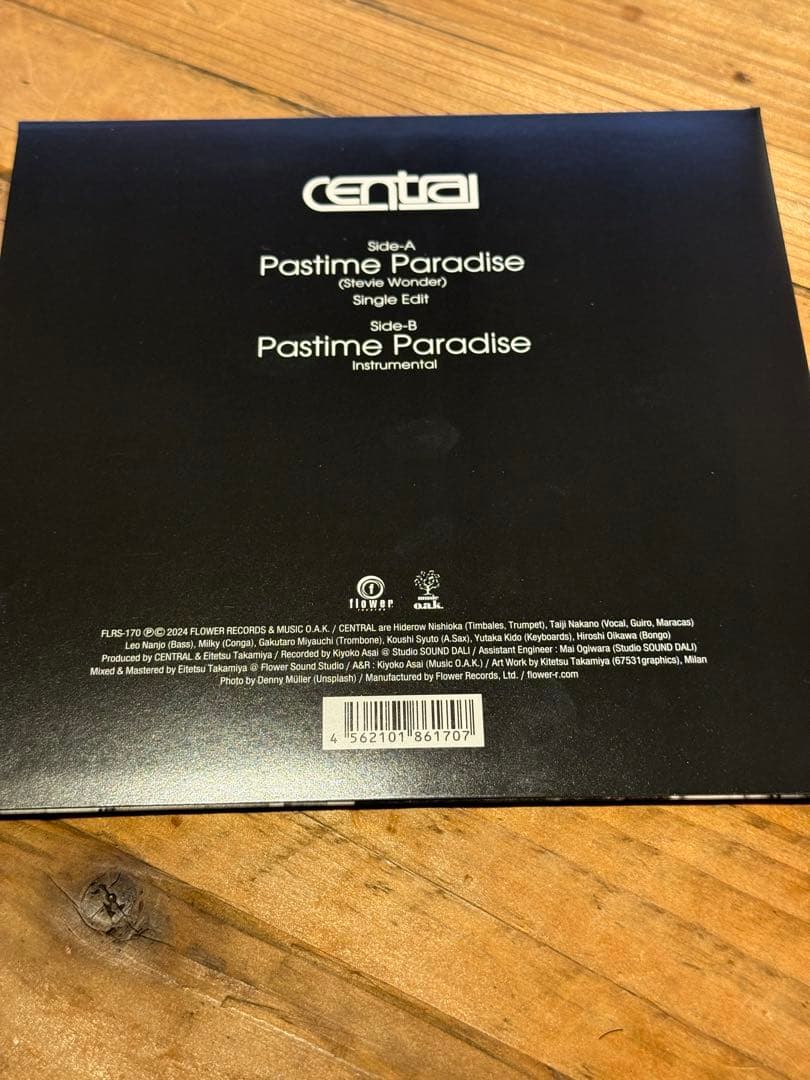 central
Side-A
Pastime Paradise
(Stevie Wonder)
Single Edit
Side-B
Pastime Paradise
Instrumental
flower
music
o.a.k.
FLRS-170 ℗© 2024 FLOWER RECORDS & MUSIC O.A.K. / CENTRAL are Hiderow Nishioka (Timbales, Trumpet), Taiji Nakano (Vocal, Guiro, Maracas)
Leo Nanjo (Bass), Milky (Conga), Gakutaro Miyauchi (Trombone), Koushi Syuto (A.Sax), Yutaka Kido (Keyboards), Hiroshi Oikawa (Bongo)
Produced by CENTRAL & Eitetsu Takamiya / Recorded by Kiyoko Asai @ Studio SOUND DALI / Assistant Engineer : Mai Ogiwara (Studio SOUND DALI)
Mixed & Mastered by Eitetsu Takamiya @ Flower Sound Studio / A&R : Kiyoko Asai (Music O.A.K.) / Art Work by Kitetsu Takamiya (67531graphics), Milan
Photo by Denny Müller (Unsplash) / Manufactured by Flower Records, Ltd. / flower-r.com
4 562101 861707